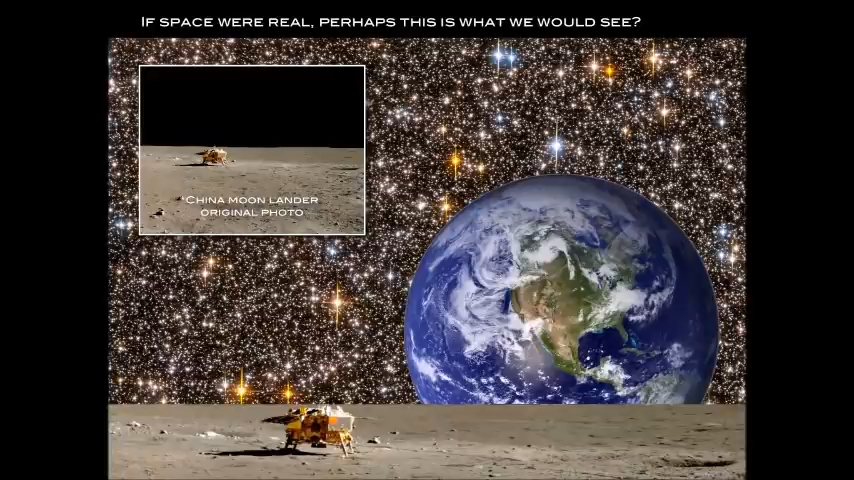 If space were real, perhaps this is what we would see?
*China moon lander
original photo